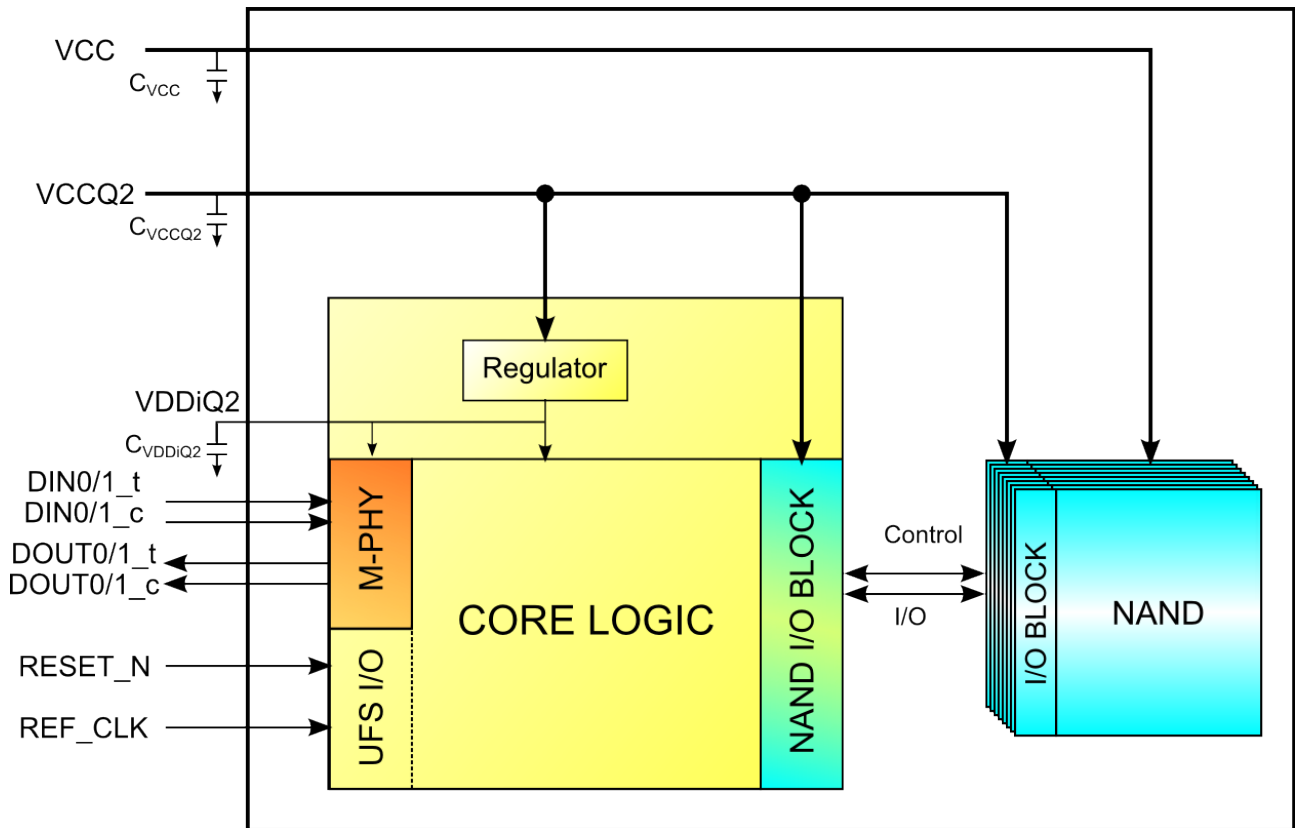 VCC
CVCC
VCCQ2
CVCCQ2
Regulator
VDDiQ2
CVDDiQ2
DIN0/1_t
DIN0/1_c
DOUT0/1_t
DOUT0/1_c
RESET_N
REF_CLK
M-PHY
UFS I/O
CORE LOGIC
NAND I/O BLOCK
Control
I/O
I/O BLOCK
NAND